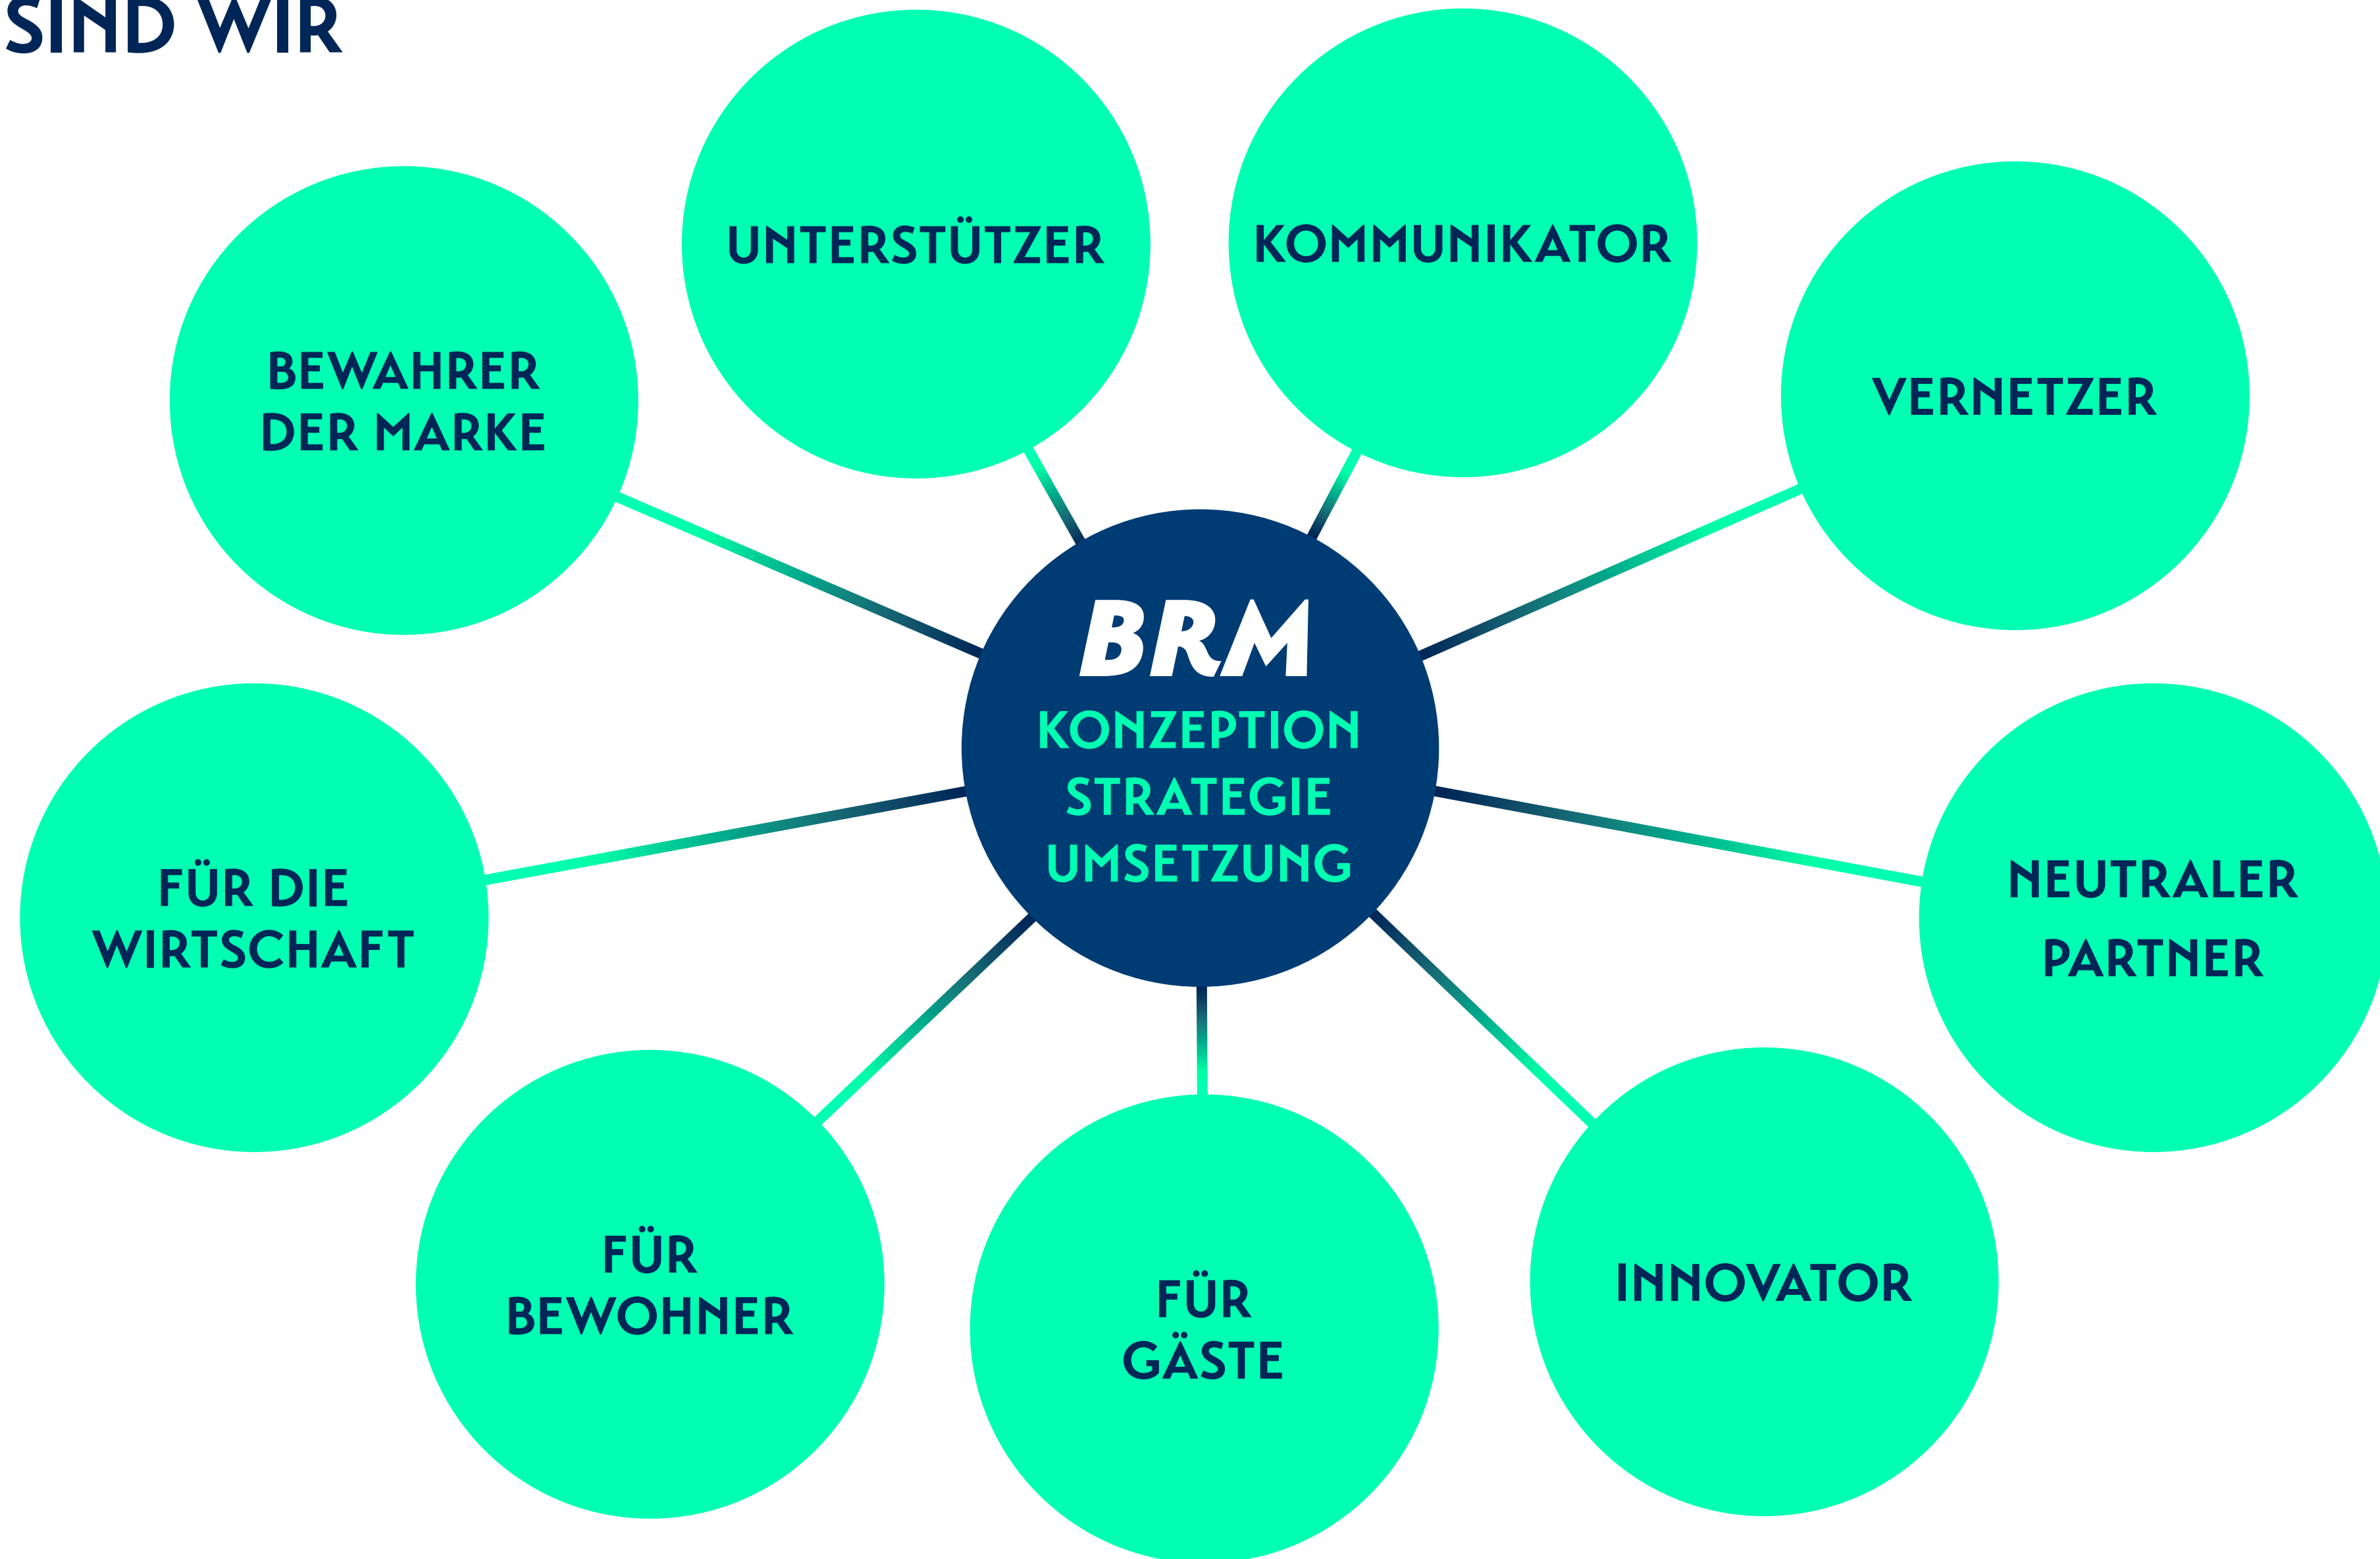 SIND WIR
UNTERSTÜTZER
KOMMUNIKATOR
BEWAHRER
DER MARKE
VERNETZER
BRM
KONZEPTION
STRATEGIE
UMSETZUNG
FÜR DIE
WIRTSCHAFT
NEUTRALER
PARTNER
FÜR
BEWOHNER
FÜR
GÄSTE
INNOVATOR